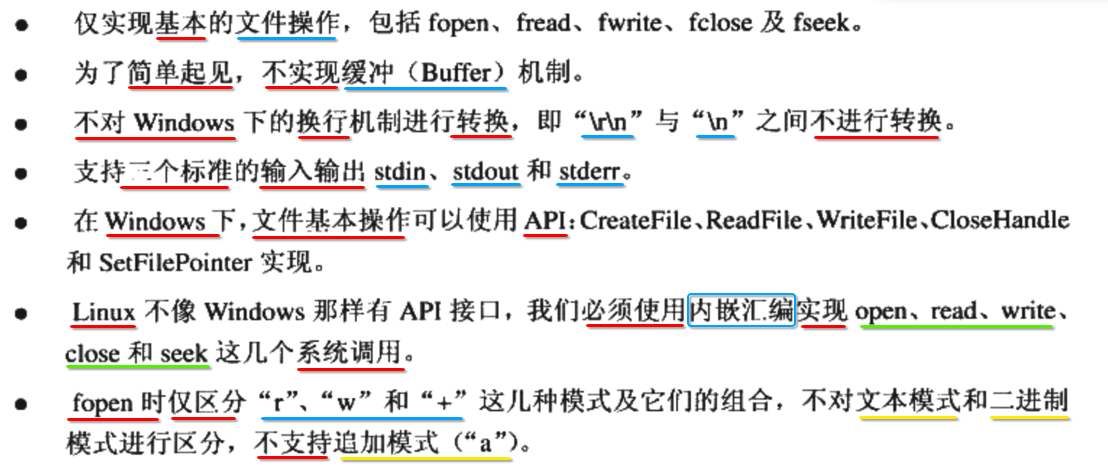 ● 仅实现基本的文件操作，包括 fopen、fread、fwrite、fclose 及 fseek。
● 为了简单起见，不实现缓冲（Buffer）机制。
● 不对 Windows 下的换行机制进行转换，即“\r\n”与“\n”之间不进行转换。
● 支持三个标准的输入输出 stdin、stdout 和 stderr。
● 在 Windows 下，文件基本操作可以使用 API：CreateFile、ReadFile、WriteFile、CloseHandle
和 SetFilePointer 实现。
● Linux 不像 Windows 那样有 API 接口，我们必须使用内嵌汇编实现 open、read、write、
close 和 seek 这几个系统调用。
● fopen 时仅区分“r”、“w”和“+”这几种模式及它们的组合，不对文本模式和二进制
模式进行区分，不支持追加模式（“a”）。